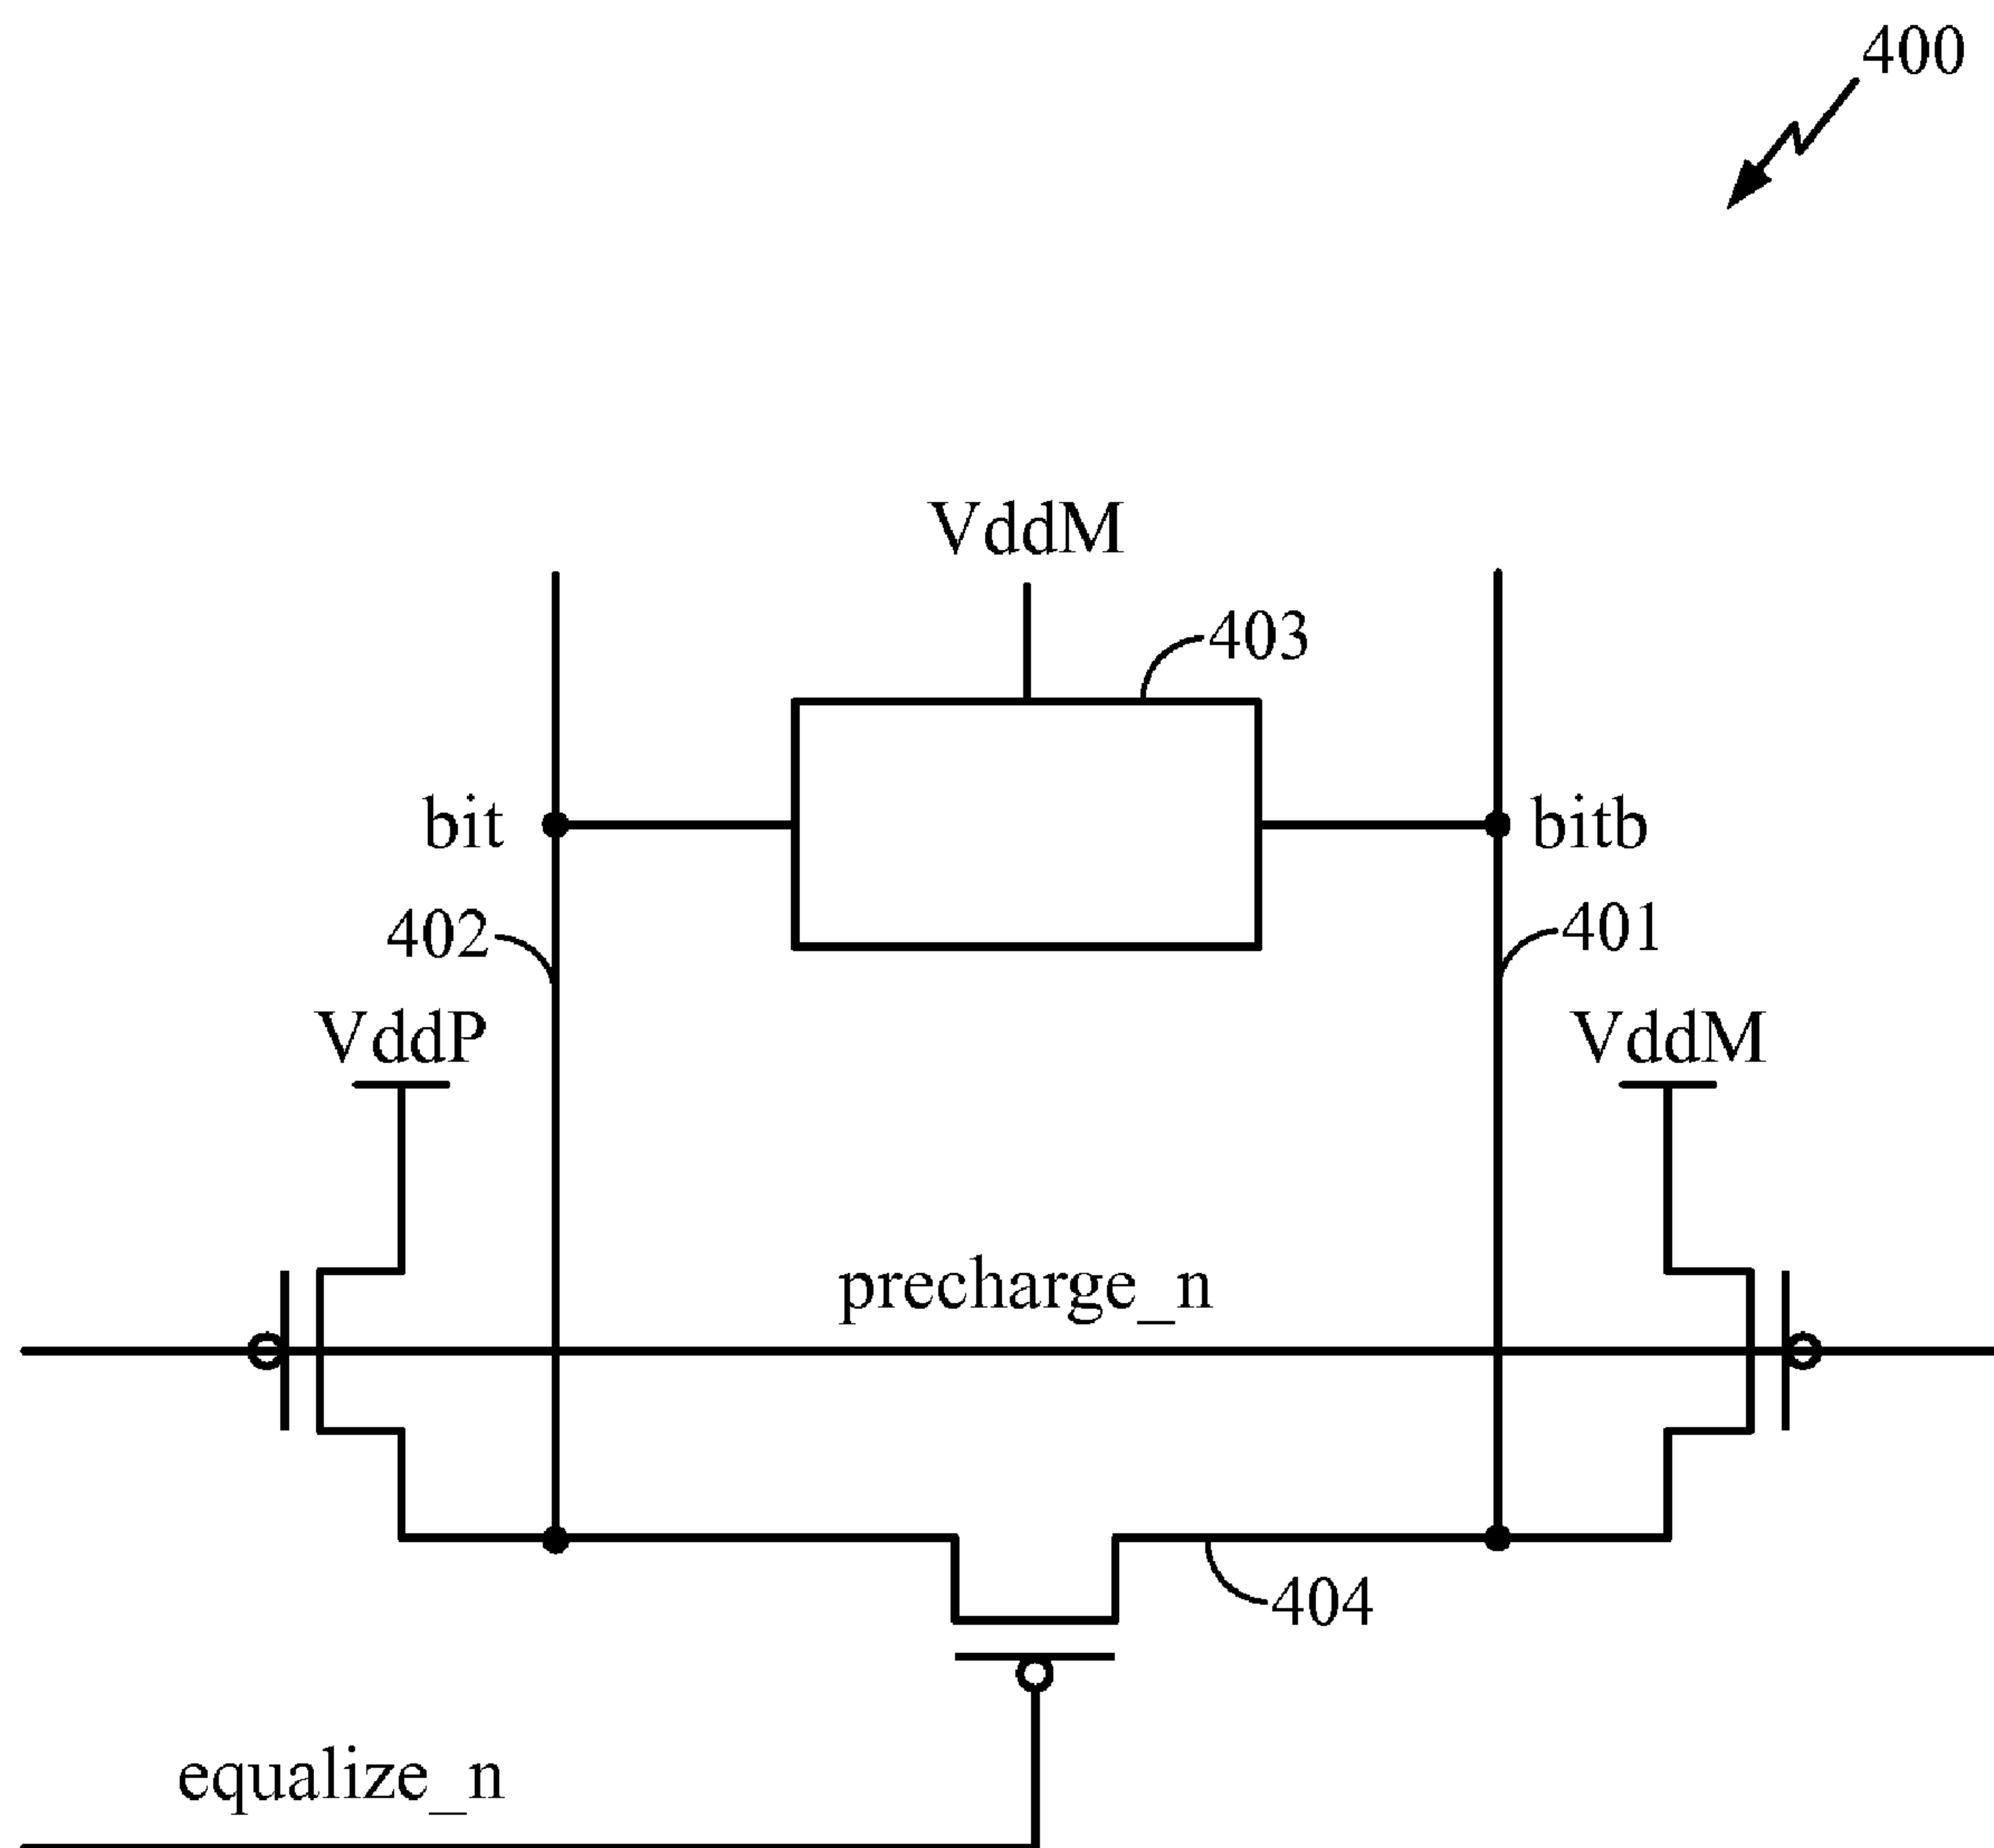 400
VddM
403
bit
bitb
402
401
VddP
VddM
precharge_n
404
equalize_n